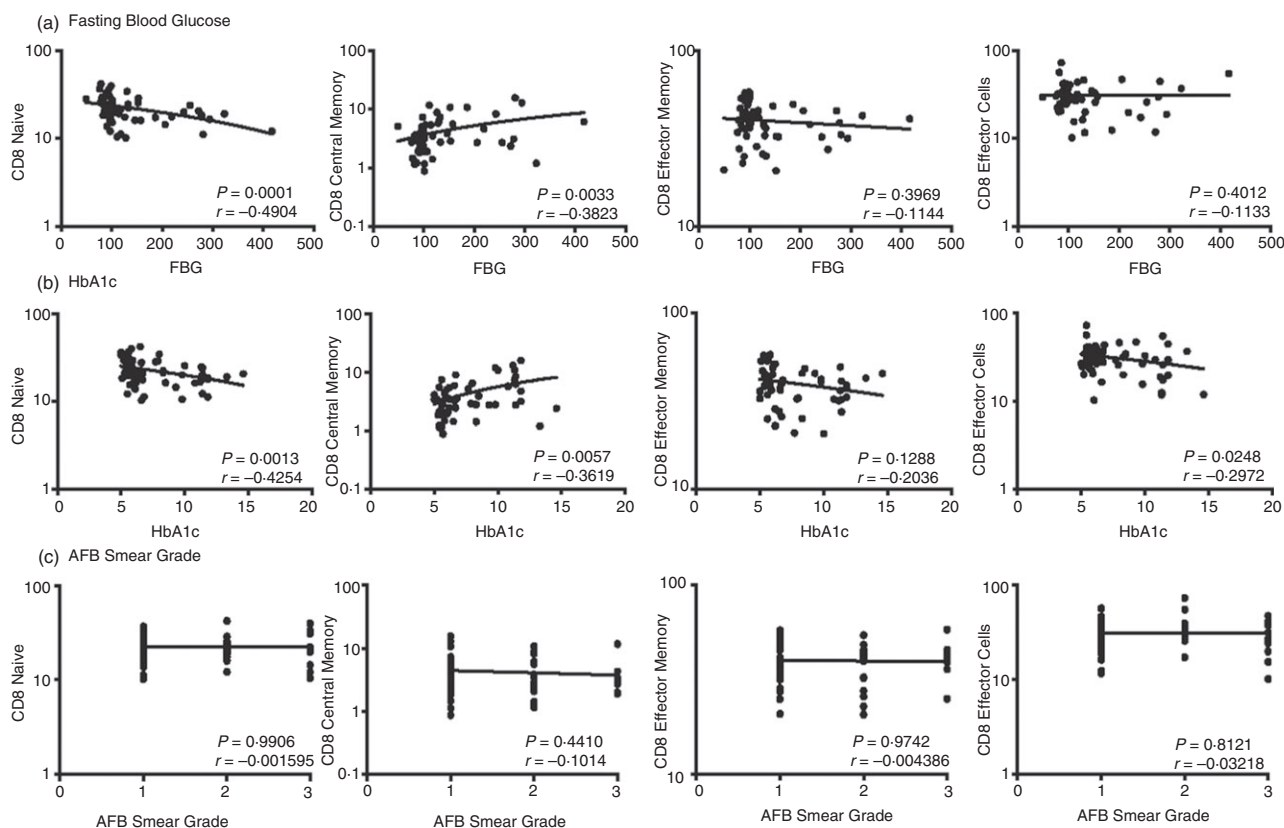 (a) Fasting Blood Glucose
CD8 Naive
100
10
1
0 100 200 300 400 500
FBG
P = 0·0001
r = –0·4904
CD8 Central Memory
100
10
1
0·1
0 100 200 300 400 500
FBG
P = 0·0033
r = –0·3823
CD8 Effector Memory
100
10
0 100 200 300 400 500
FBG
P = 0·3969
r = –0·1144
CD8 Effector Cells
100
10
1
0 100 200 300 400 500
FBG
P = 0·4012
r = –0·1133
(b) HbA1c
CD8 Naive
100
10
1
0 5 10 15 20
HbA1c
P = 0·0013
r = –0·4254
CD8 Central Memory
100
10
1
0·1
0 5 10 15 20
HbA1c
P = 0·0057
r = –0·3619
CD8 Effector Memory
100
10
0 5 10 15 20
HbA1c
P = 0·1288
r = –0·2036
CD8 Effector Cells
100
10
1
0 5 10 15 20
HbA1c
P = 0·0248
r = –0·2972
(c) AFB Smear Grade
CD8 Naive
100
10
1
0 1 2 3
AFB Smear Grade
P = 0·9906
r = –0·001595
CD8 Central Memory
100
10
1
0·1
0 1 2 3
AFB Smear Grade
P = 0·4410
r = –0·1014
CD8 Effector Memory
100
10
0 1 2 3
AFB Smear Grade
P = 0·9742
r = –0·004386
CD8 Effector Cells
100
10
1
0 1 2 3
AFB Smear Grade
P = 0·8121
r = –0·03218